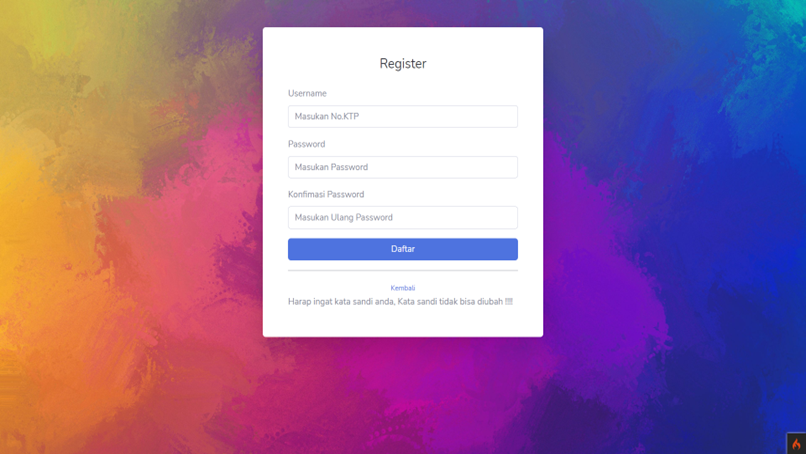 Register
Username
Masukan No.KTP
Password
Masukan Password
Konfimasi Password
Masukan Ulang Password
Daftar
Kembali
Harap ingat kata sandi anda, Kata sandi tidak bisa diubah !!!